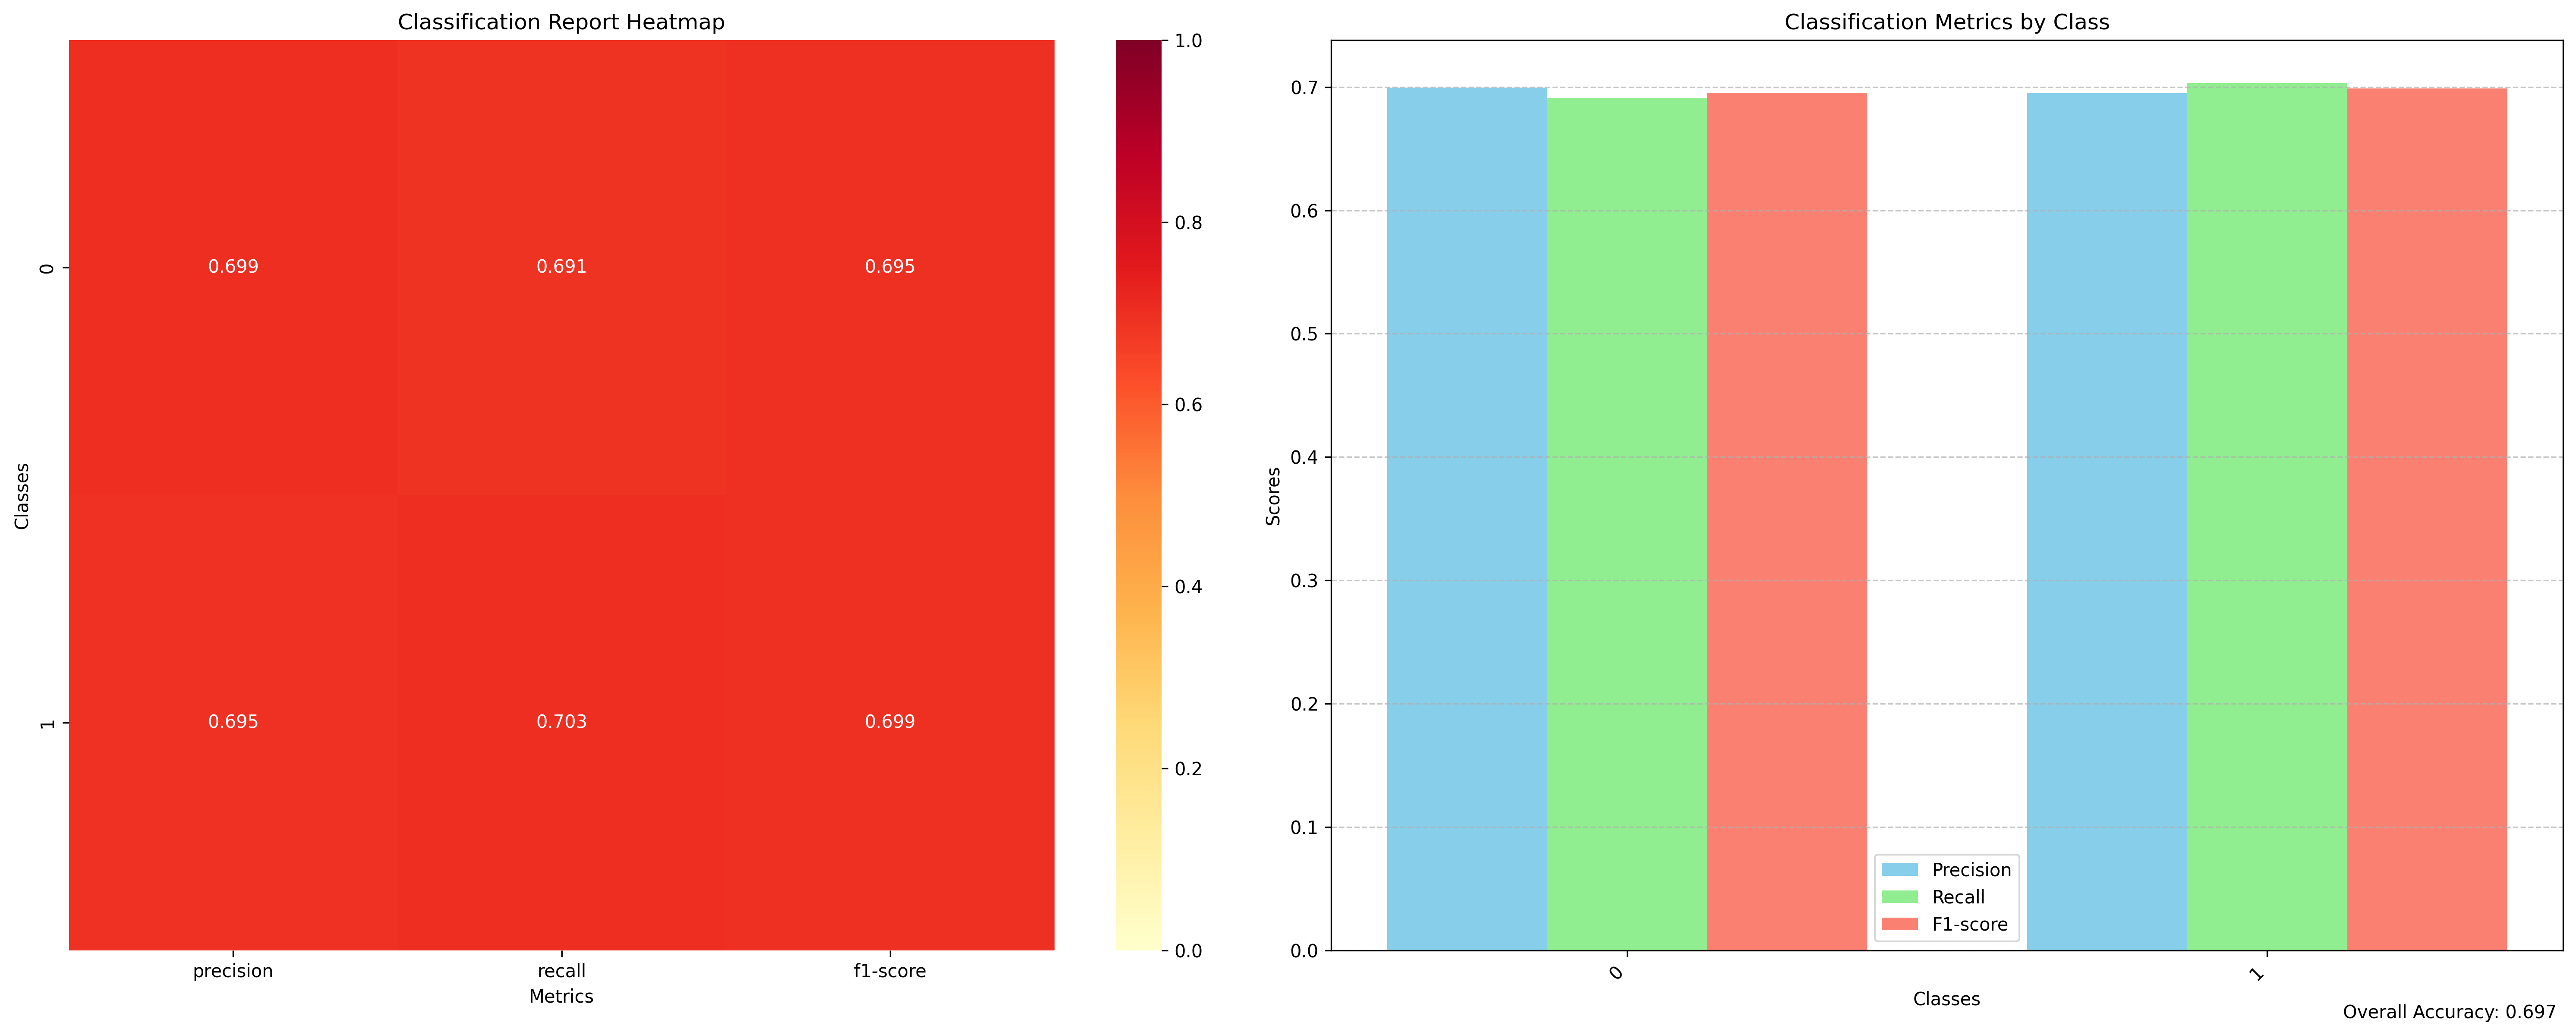 Classification Report Heatmap
Classes
0
0.699 0.691 0.695
1
0.695 0.703 0.699
precision recall f1-score
Metrics
1.0
0.8
0.6
0.4
0.2
0.0
Classification Metrics by Class
Scores
0.7
0.6
0.5
0.4
0.3
0.2
0.1
0.0
Precision
Recall
F1-score
0 1
Classes
Overall Accuracy: 0.697